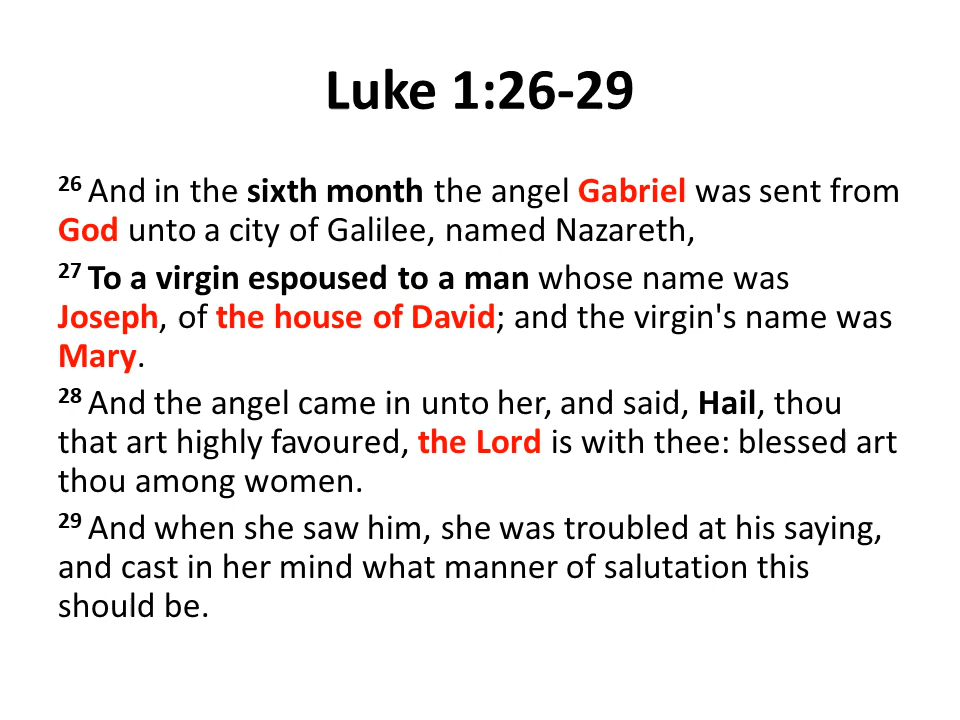 Luke 1:26-29
26 And in the sixth month the angel Gabriel was sent from
God unto a city of Galilee, named Nazareth,
27 To a virgin espoused to a man whose name was
Joseph, of the house of David; and the virgin's name was
Mary.
28 And the angel came in unto her, and said, Hail, thou
that art highly favoured, the Lord is with thee: blessed art
thou among women.
29 And when she saw him, she was troubled at his saying,
and cast in her mind what manner of salutation this
should be.